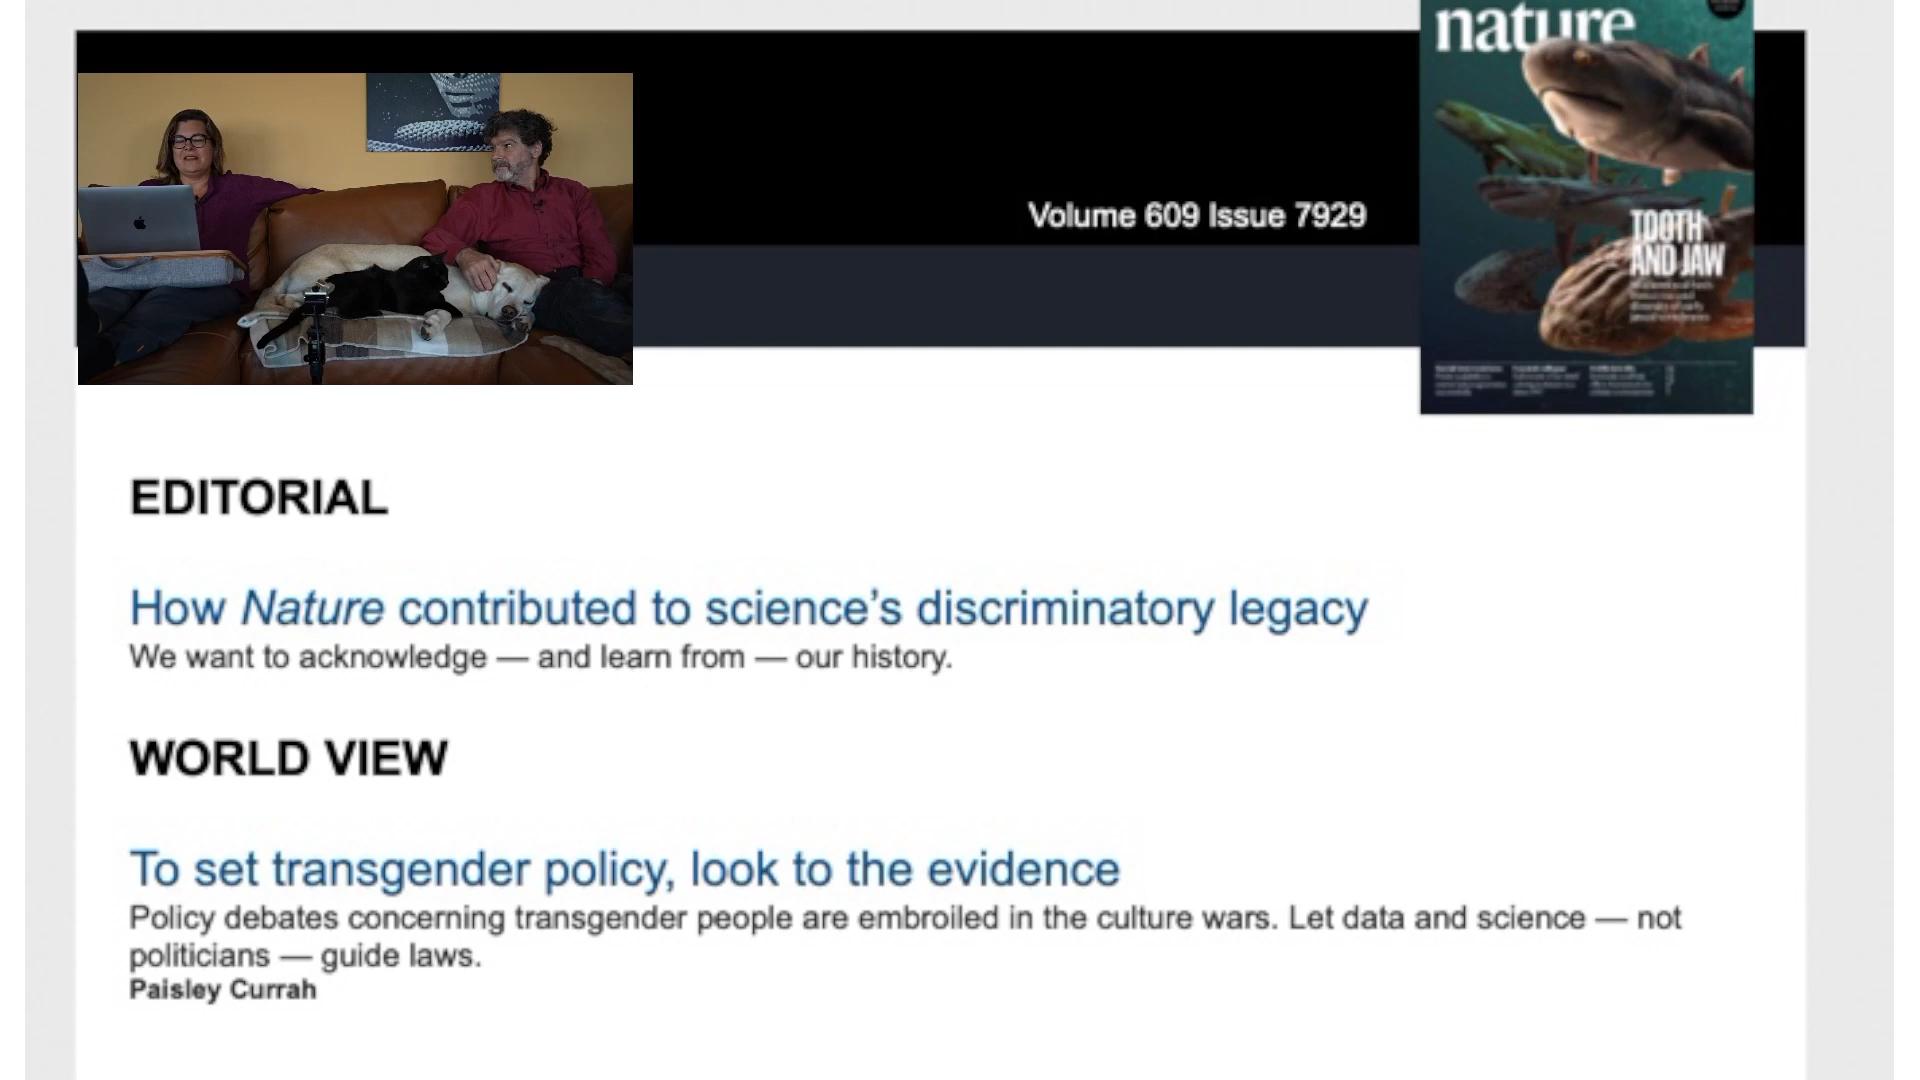 nature
Volume 609 Issue 7929
TOOTH
AND JAW
EDITORIAL
How Nature contributed to science’s discriminatory legacy
We want to acknowledge — and learn from — our history.
WORLD VIEW
To set transgender policy, look to the evidence
Policy debates concerning transgender people are embroiled in the culture wars. Let data and science — not
politicians — guide laws.
Paisley Currah